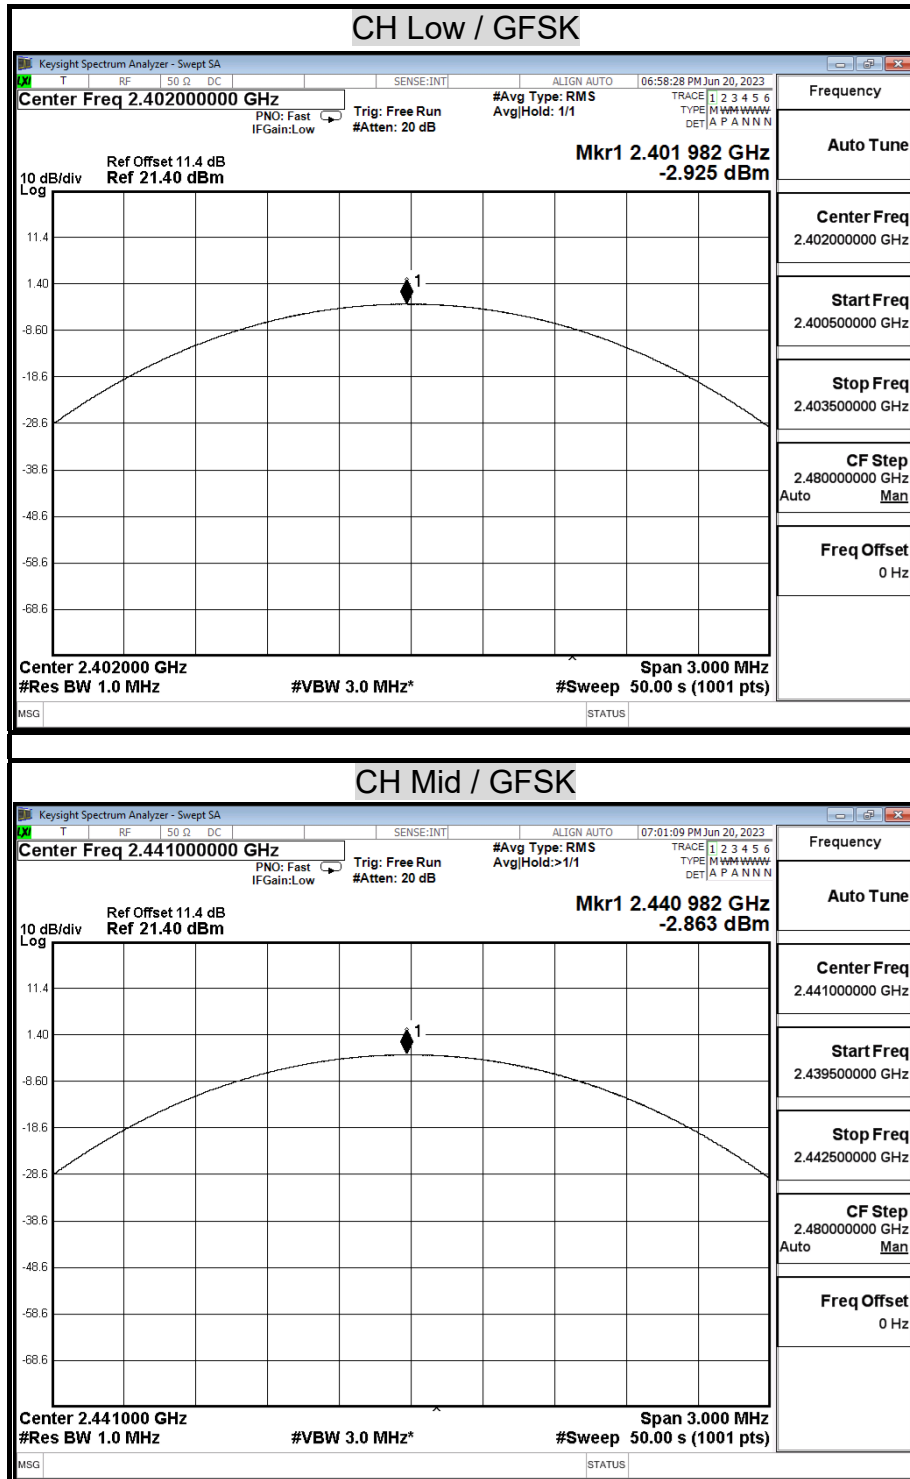 CH Low / GFSK
Keysight Spectrum Analyzer - Swept SA
LXI T RF 50 Ω DC SENSE:INT ALIGN AUTO 06:58:28 PM Jun 20, 2023
Center Freq 2.402000000 GHz
PNO: Fast
IFGain:Low
Trig: Free Run
#Atten: 20 dB
#Avg Type: RMS
Avg|Hold: 1/1
TRACE 1 2 3 4 5 6
TYPE M WM WWWW
DET A P A N N N
Mkr1 2.401 982 GHz
-2.925 dBm
Ref Offset 11.4 dB
10 dB/div Ref 21.40 dBm
Log
11.4
1.40
-8.60
-18.6
-28.6
-38.6
-48.6
-58.6
-68.6
1
Center 2.402000 GHz Span 3.000 MHz
#Res BW 1.0 MHz #VBW 3.0 MHz* #Sweep 50.00 s (1001 pts)
MSG STATUS
Frequency
Auto Tune
Center Freq
2.402000000 GHz
Start Freq
2.400500000 GHz
Stop Freq
2.403500000 GHz
CF Step
2.480000000 GHz
Auto Man
Freq Offset
0 Hz
CH Mid / GFSK
Keysight Spectrum Analyzer - Swept SA
LXI T RF 50 Ω DC SENSE:INT ALIGN AUTO 07:01:09 PM Jun 20, 2023
Center Freq 2.441000000 GHz
PNO: Fast
IFGain:Low
Trig: Free Run
#Atten: 20 dB
#Avg Type: RMS
Avg|Hold:>1/1
TRACE 1 2 3 4 5 6
TYPE M WM WWWW
DET A P A N N N
Mkr1 2.440 982 GHz
-2.863 dBm
Ref Offset 11.4 dB
10 dB/div Ref 21.40 dBm
Log
11.4
1.40
-8.60
-18.6
-28.6
-38.6
-48.6
-58.6
-68.6
1
Center 2.441000 GHz Span 3.000 MHz
#Res BW 1.0 MHz #VBW 3.0 MHz* #Sweep 50.00 s (1001 pts)
MSG STATUS
Frequency
Auto Tune
Center Freq
2.441000000 GHz
Start Freq
2.439500000 GHz
Stop Freq
2.442500000 GHz
CF Step
2.480000000 GHz
Auto Man
Freq Offset
0 Hz